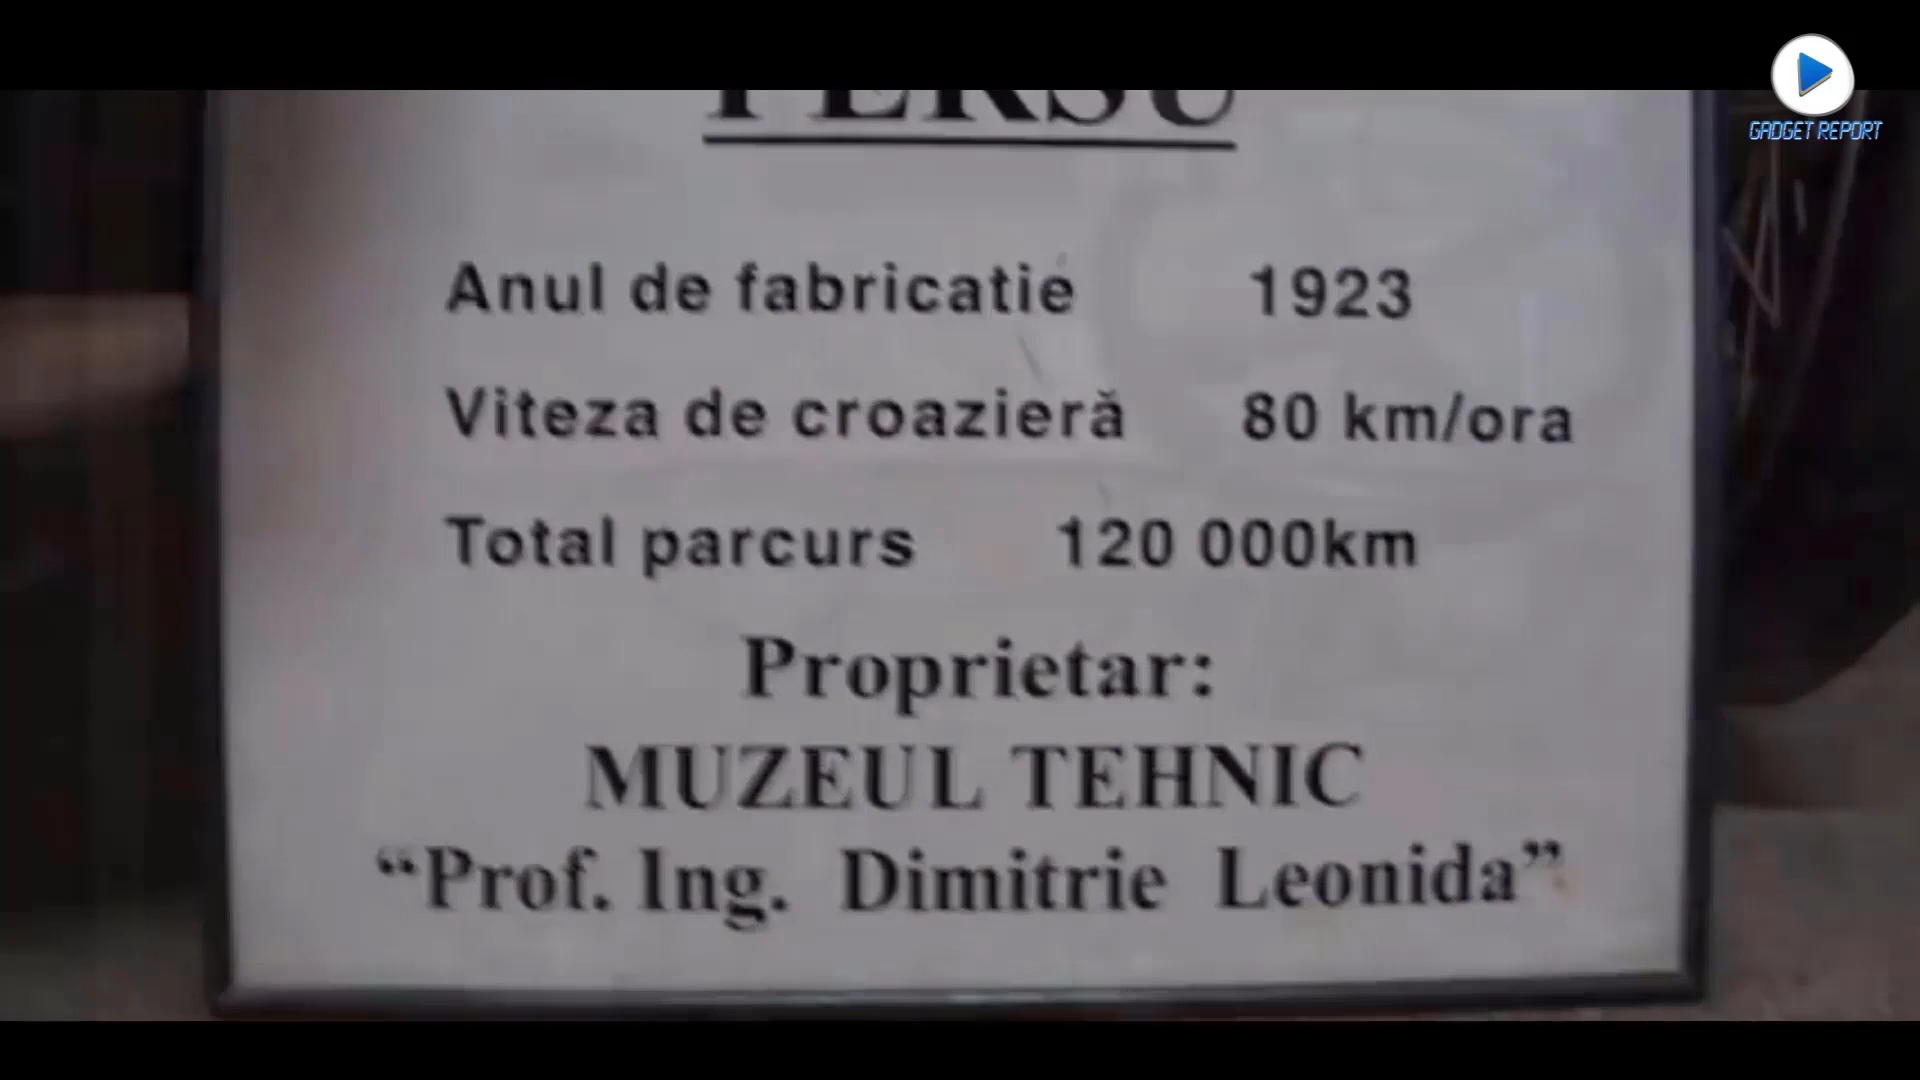 PERSU
GADGET REPORT
Anul de fabricatie 1923
Viteza de croazieră 80 km/ora
Total parcurs 120 000km
Proprietar:
MUZEUL TEHNIC
“Prof. Ing. Dimitrie Leonida”